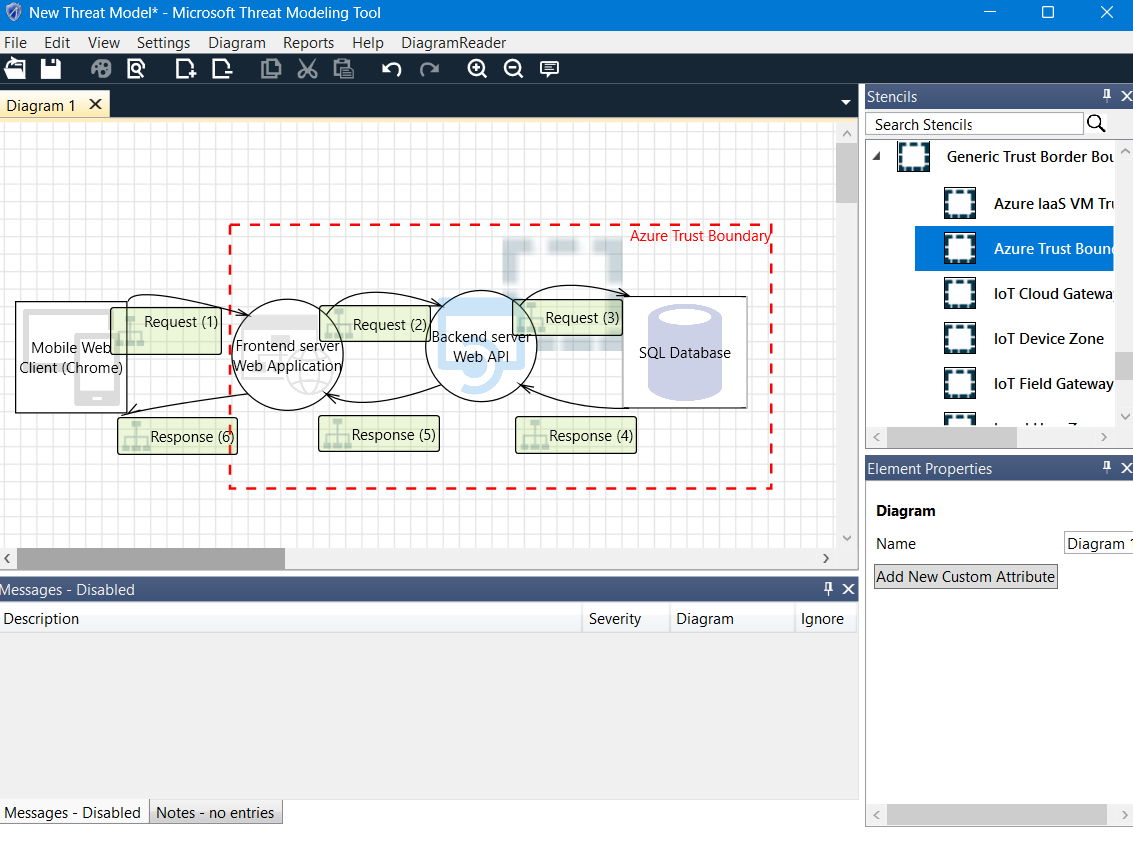 New Threat Model* - Microsoft Threat Modeling Tool
File Edit View Settings Diagram Reports Help DiagramReader
Diagram 1
Azure Trust Boundary
Request (1)
Request (2)
Request (3)
Mobile Web
Client (Chrome)
Frontend server
Web Application
Backend server
Web API
SQL Database
Response (6)
Response (5)
Response (4)
Stencils
Search Stencils
Generic Trust Border Bou
Azure IaaS VM Tru
Azure Trust Boun
IoT Cloud Gatewa
IoT Device Zone
IoT Field Gateway
Element Properties
Diagram
Name Diagram 1
Add New Custom Attribute
Messages - Disabled
Description Severity Diagram Ignore
Messages - Disabled Notes - no entries